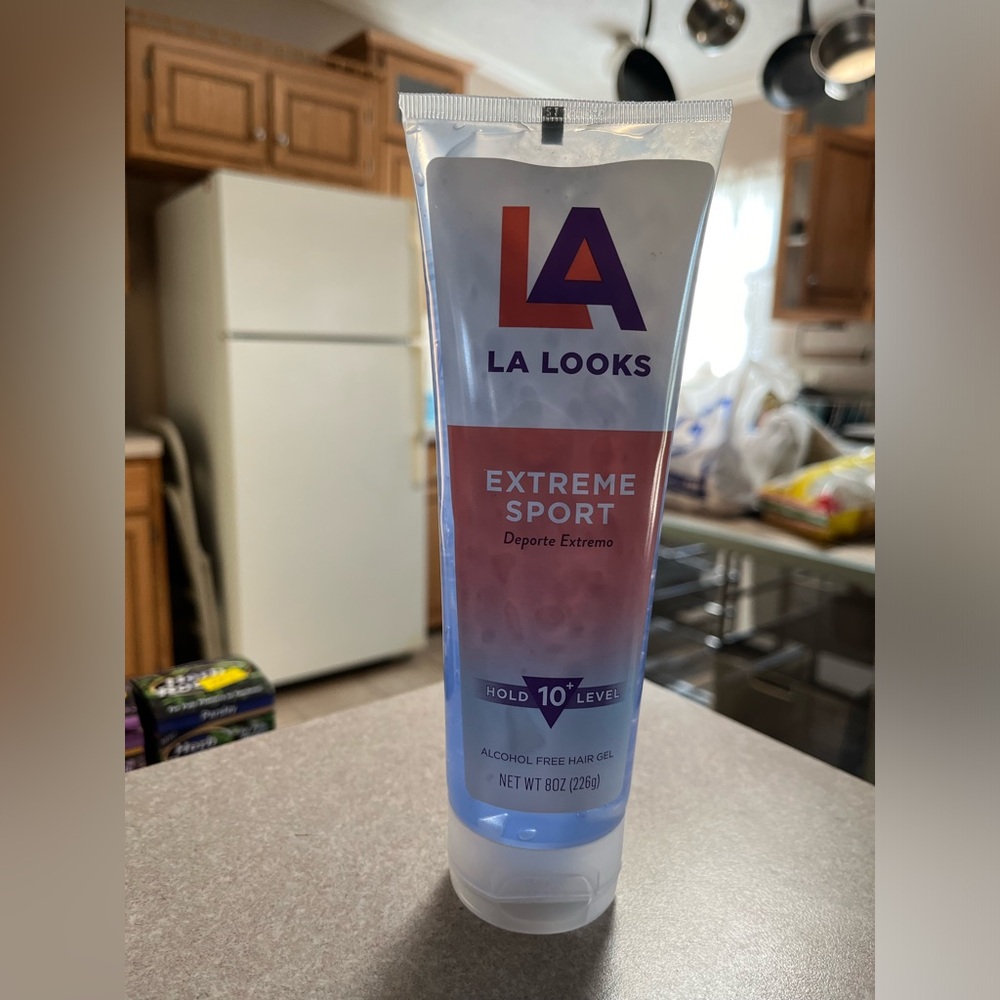 LA
LA LOOKS
EXTREME
SPORT
Deporte Extremo
HOLD 10+ LEVEL
ALCOHOL FREE HAIR GEL
NET WT 8OZ (226g)